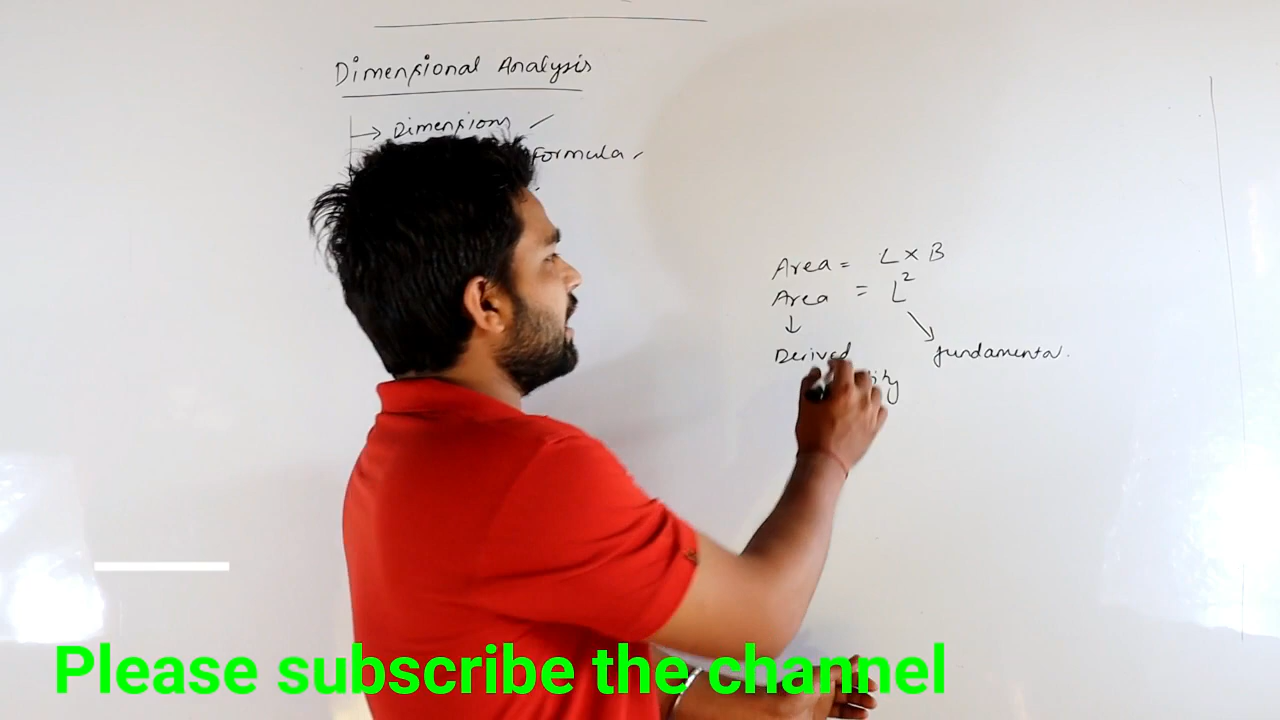 Dimensional Analysis
→ Dimensions
Formula
Area = L × B
Area = L²
↓
Derived
fundamental
Please subscribe the channel